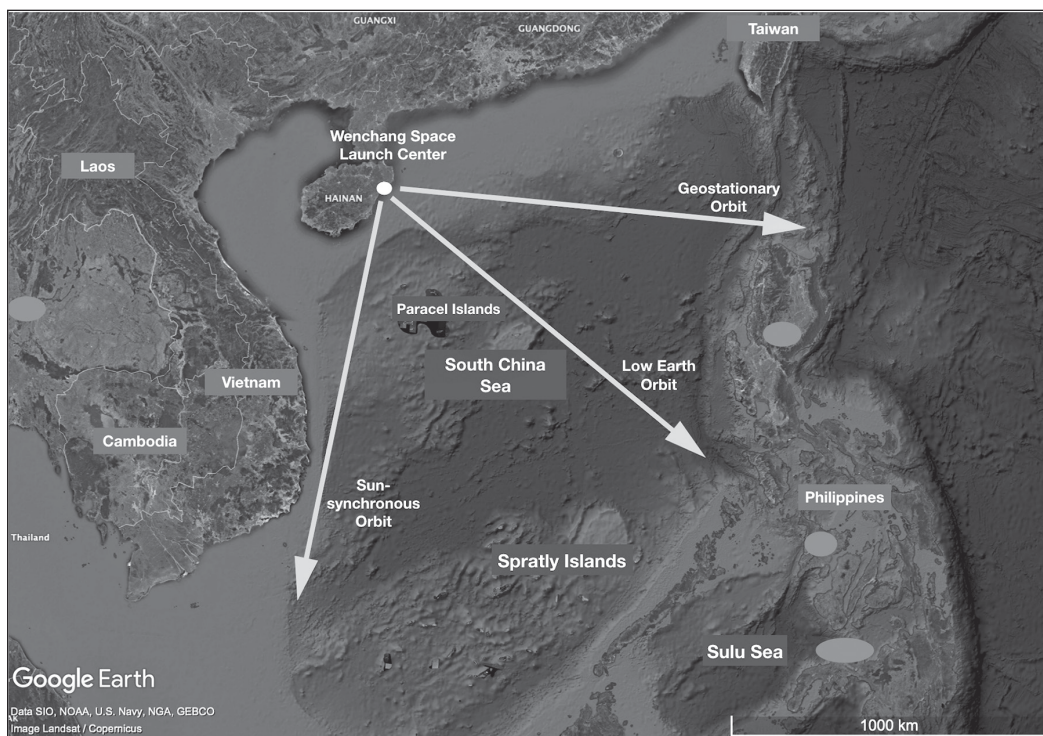 GUANGXI
GUANGDONG
Taiwan
Wenchang Space
Launch Center
Laos
HAINAN
Geostationary
Orbit
Paracel Islands
South China
Sea
Low Earth
Orbit
Vietnam
Cambodia
Sun-
synchronous
Orbit
Philippines
Thailand
Spratly Islands
Sulu Sea
Google Earth
Data SIO, NOAA, U.S. Navy, NGA, GEBCO
Image Landsat / Copernicus
1000 km